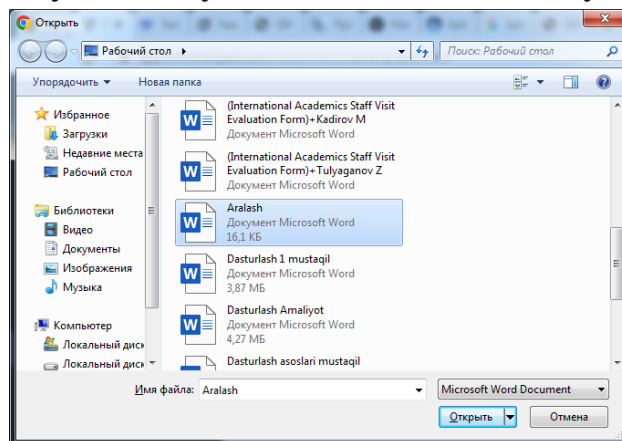 Открыть
Рабочий стол
Поиск: Рабочий стол
Упорядочить
Новая папка
Избранное
Загрузки
Недавние места
Рабочий стол
Библиотеки
Видео
Документы
Изображения
Музыка
Компьютер
Локальный диск
Локальный диск
(International Academics Staff Visit
Evaluation Form)+Kadirov M
Документ Microsoft Word
(International Academics Staff Visit
Evaluation Form)+Tulyaganov Z
Документ Microsoft Word
Aralash
Документ Microsoft Word
16,1 КБ
Dasturlash 1 mustaqil
Документ Microsoft Word
3,87 МБ
Dasturlash Amaliyot
Документ Microsoft Word
4,27 МБ
Dasturlash asoslari mustaqil
Имя файла: Aralash
Microsoft Word Document
Открыть
Отмена